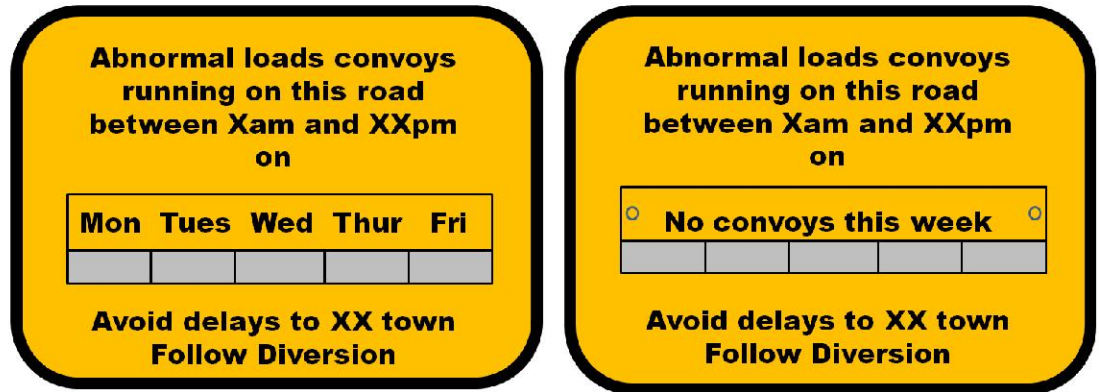 Abnormal loads convoys
running on this road
between Xam and XXpm
on
Mon Tues Wed Thur Fri
Avoid delays to XX town
Follow Diversion
Abnormal loads convoys
running on this road
between Xam and XXpm
on
No convoys this week
Avoid delays to XX town
Follow Diversion